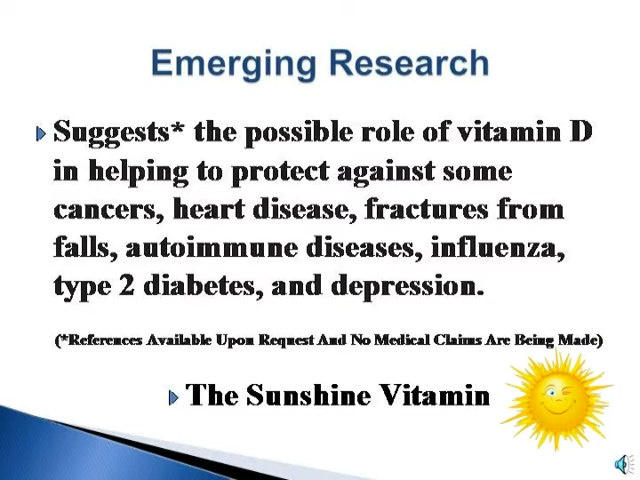 Emerging Research
Suggests* the possible role of vitamin D
in helping to protect against some
cancers, heart disease, fractures from
falls, autoimmune diseases, influenza,
type 2 diabetes, and depression.
(*References Available Upon Request And No Medical Claims Are Being Made)
The Sunshine Vitamin